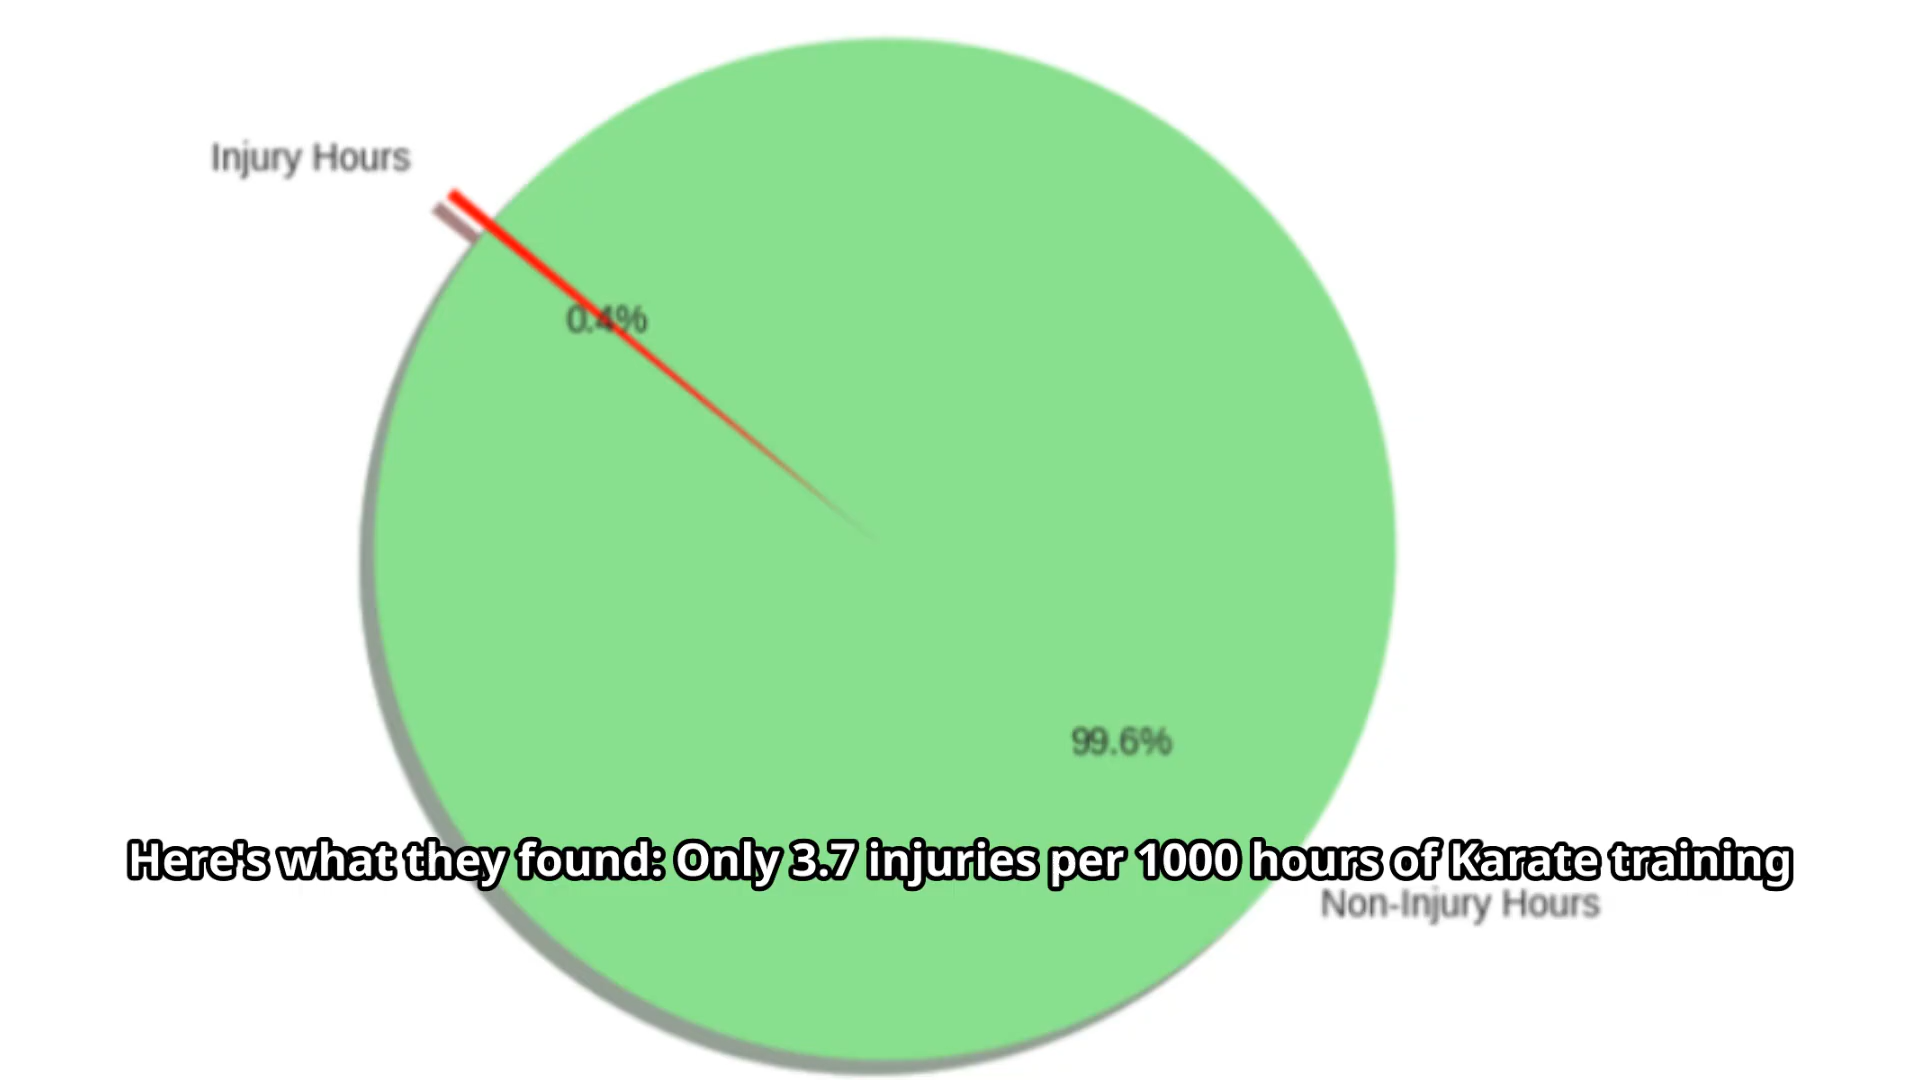 Injury Hours
0.4%
99.6%
Here's what they found: Only 3.7 injuries per 1000 hours of Karate training
Non-Injury Hours